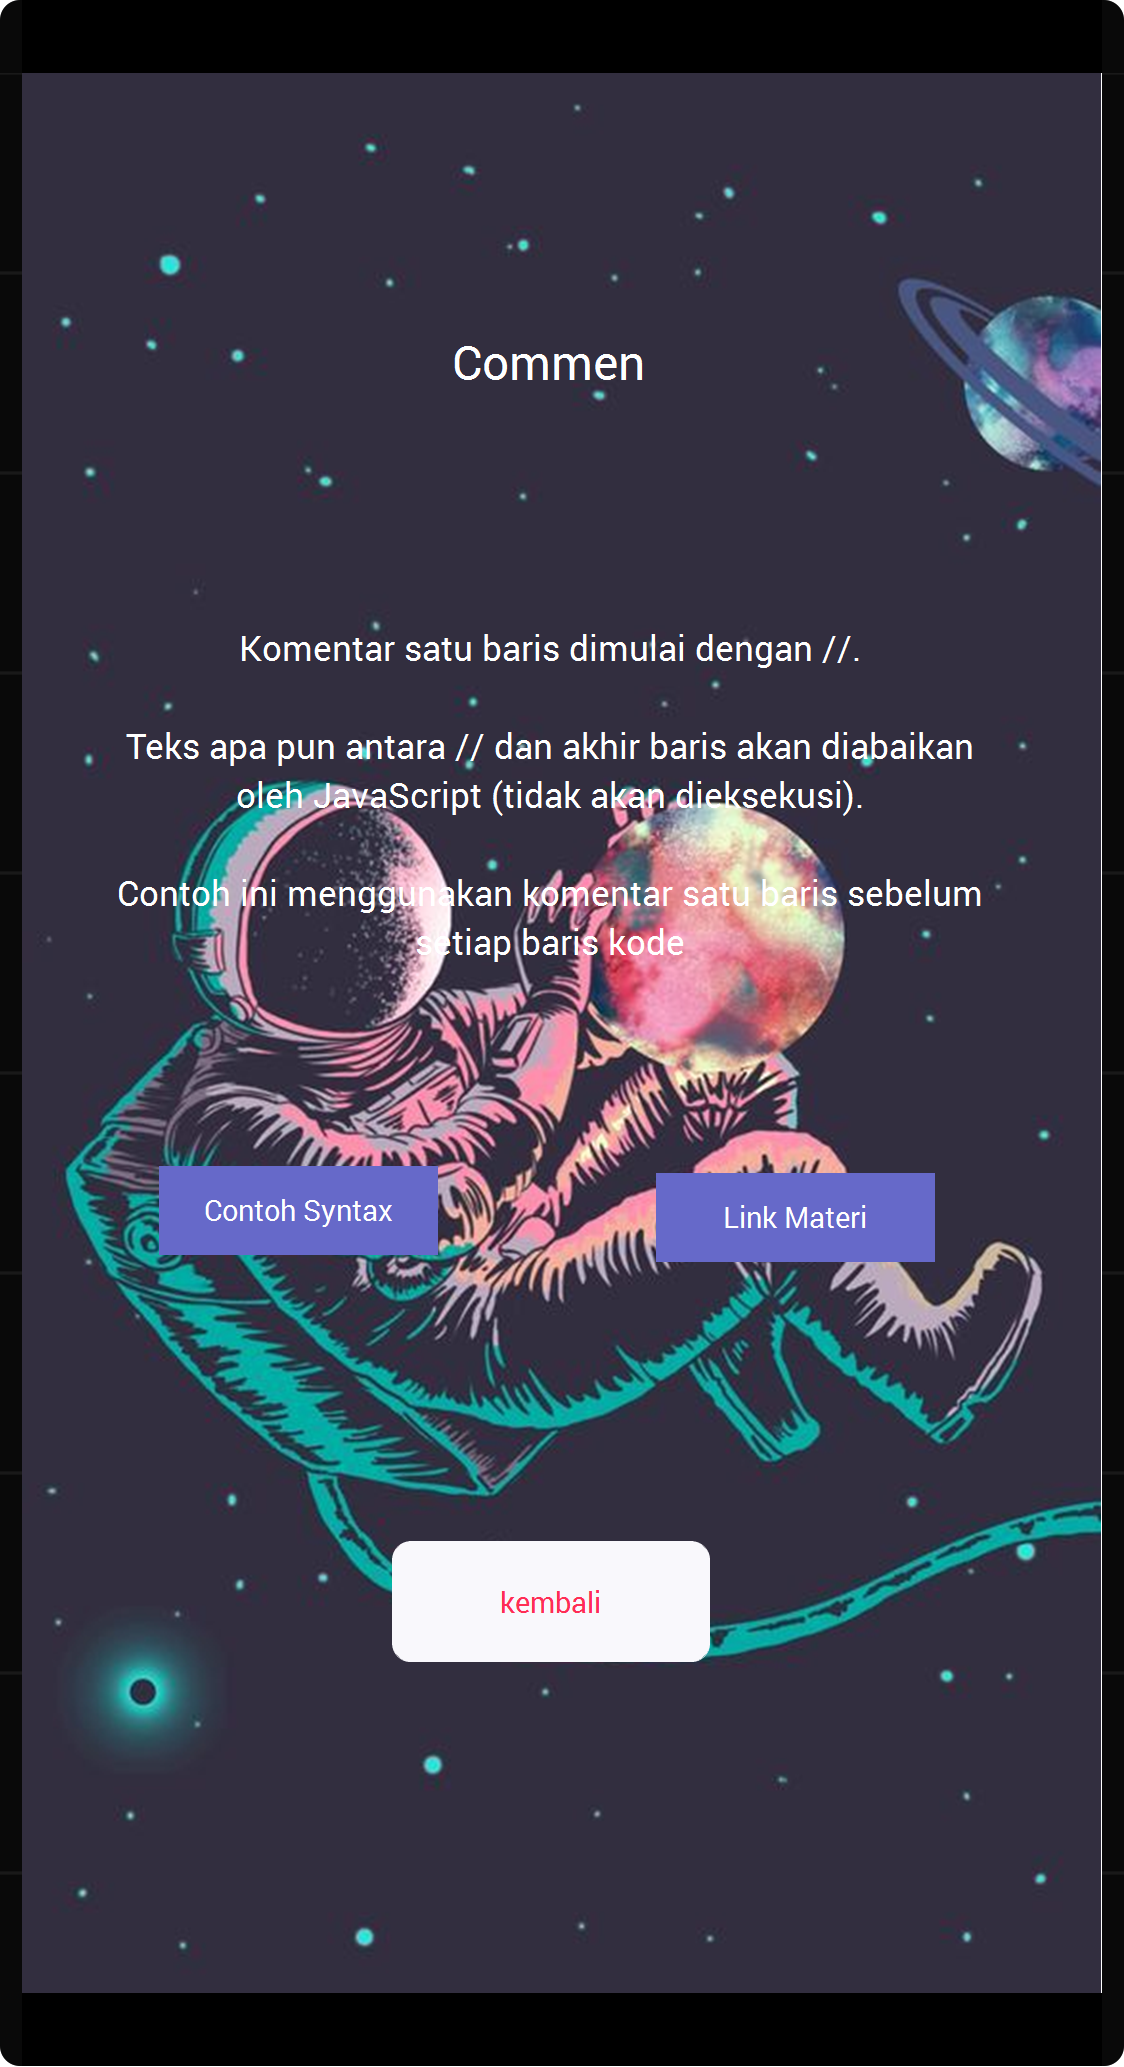 Commen
Komentar satu baris dimulai dengan //.
Teks apa pun antara // dan akhir baris akan diabaikan
oleh JavaScript (tidak akan dieksekusi).
Contoh ini menggunakan komentar satu baris sebelum
setiap baris kode
Contoh Syntax
Link Materi
kembali